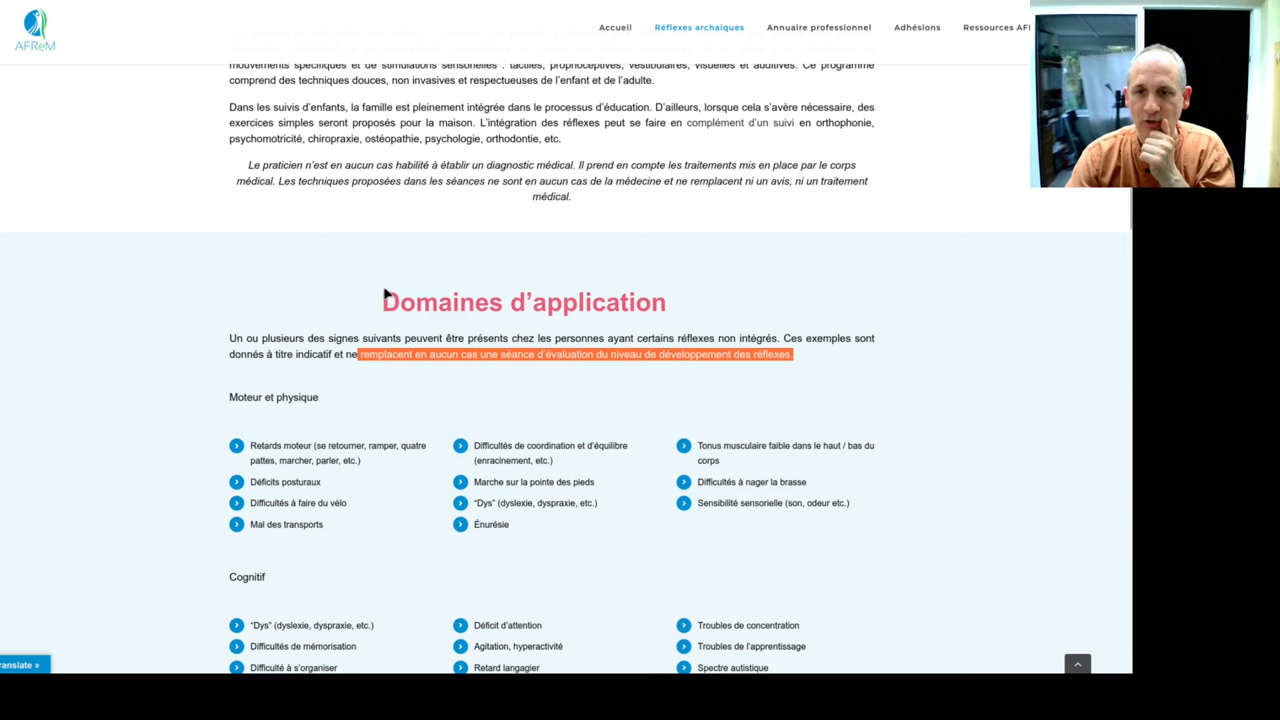 AFReM
Accueil
Réflexes archaïques
Annuaire professionnel
Adhésions
Ressources AFI
mouvements spécifiques et de stimulations sensorielles : tactiles, prophoceptives, vestibulaires, visuelles et auditives. Ce programme
comprend des techniques douces, non invasives et respectueuses de l’enfant et de l’adulte.
Dans les suivis d’enfants, la famille est pleinement intégrée dans le processus d’éducation. D’ailleurs, lorsque cela s’avère nécessaire, des
exercices simples seront proposés pour la maison. L’intégration des réflexes peut se faire en complément d’un suivi en orthophonie,
psychomotricité, chiropraxie, ostéopathie, psychologie, orthodontie, etc.
Le praticien n’est en aucun cas habilité à établir un diagnostic médical. Il prend en compte les traitements mis en place par le corps
médical. Les techniques proposées dans les séances ne sont en aucun cas de la médecine et ne remplacent ni un avis, ni un traitement
médical.
Domaines d’application
Un ou plusieurs des signes suivants peuvent être présents chez les personnes ayant certains réflexes non intégrés. Ces exemples sont
donnés à titre indicatif et ne remplacent en aucun cas une séance d’évaluation du niveau de développement des réflexes.
Moteur et physique
Retards moteur (se retourner, ramper, quatre
pattes, marcher, parler, etc.)
Déficits posturaux
Difficultés à faire du vélo
Mal des transports
Difficultés de coordination et d’équilibre
(enracinement, etc.)
Marche sur la pointe des pieds
“Dys” (dyslexie, dyspraxie, etc.)
Énurésie
Tonus musculaire faible dans le haut / bas du
corps
Difficultés à nager la brasse
Sensibilité sensorielle (son, odeur etc.)
Cognitif
“Dys” (dyslexie, dyspraxie, etc.)
Difficultés de mémorisation
Difficulté à s’organiser
Déficit d’attention
Agitation, hyperactivité
Retard langagier
Troubles de concentration
Troubles de l’apprentissage
Spectre autistique
ranslate »